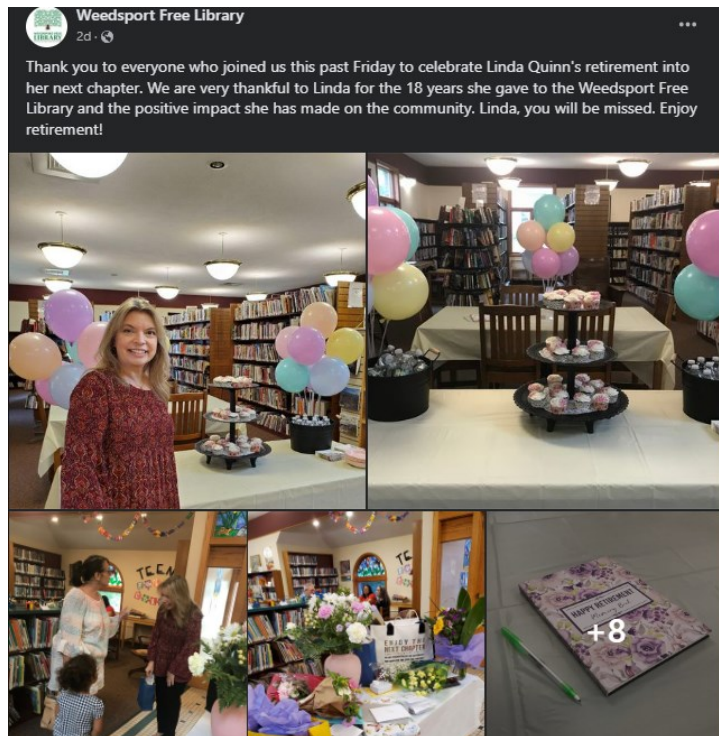 Weedsport Free Library
LIBRARY
2d
Thank you to everyone who joined us this past Friday to celebrate Linda Quinn's retirement into
her next chapter. We are very thankful to Linda for the 18 years she gave to the Weedsport Free
Library and the positive impact she has made on the community. Linda, you will be missed. Enjoy
retirement!
TEEN
TE
ENJOY THE
NEXT CHAPTER
HAPPY RETIREMENT
+8